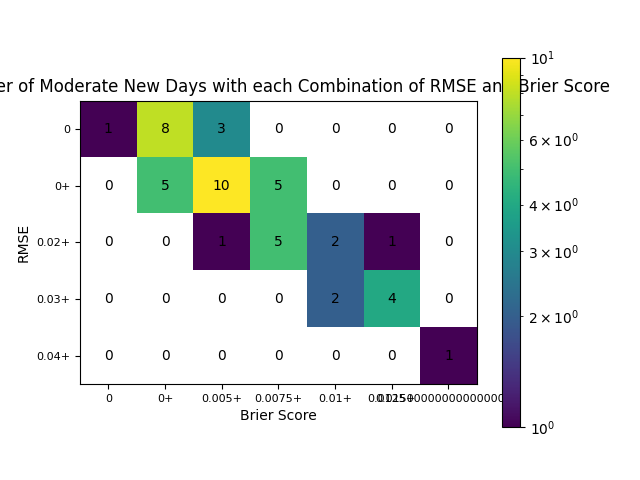 er of Moderate New Days with each Combination of RMSE and Brier Score
RMSE
0 1 8 3 0 0 0 0
0+ 0 5 10 5 0 0 0
0.02+ 0 0 1 5 2 1 0
0.03+ 0 0 0 0 2 4 0
0.04+ 0 0 0 0 0 0 1
0 0+ 0.005+ 0.0075+ 0.01+
Brier Score
10⁰
2 × 10⁰
3 × 10⁰
4 × 10⁰
6 × 10⁰
10¹